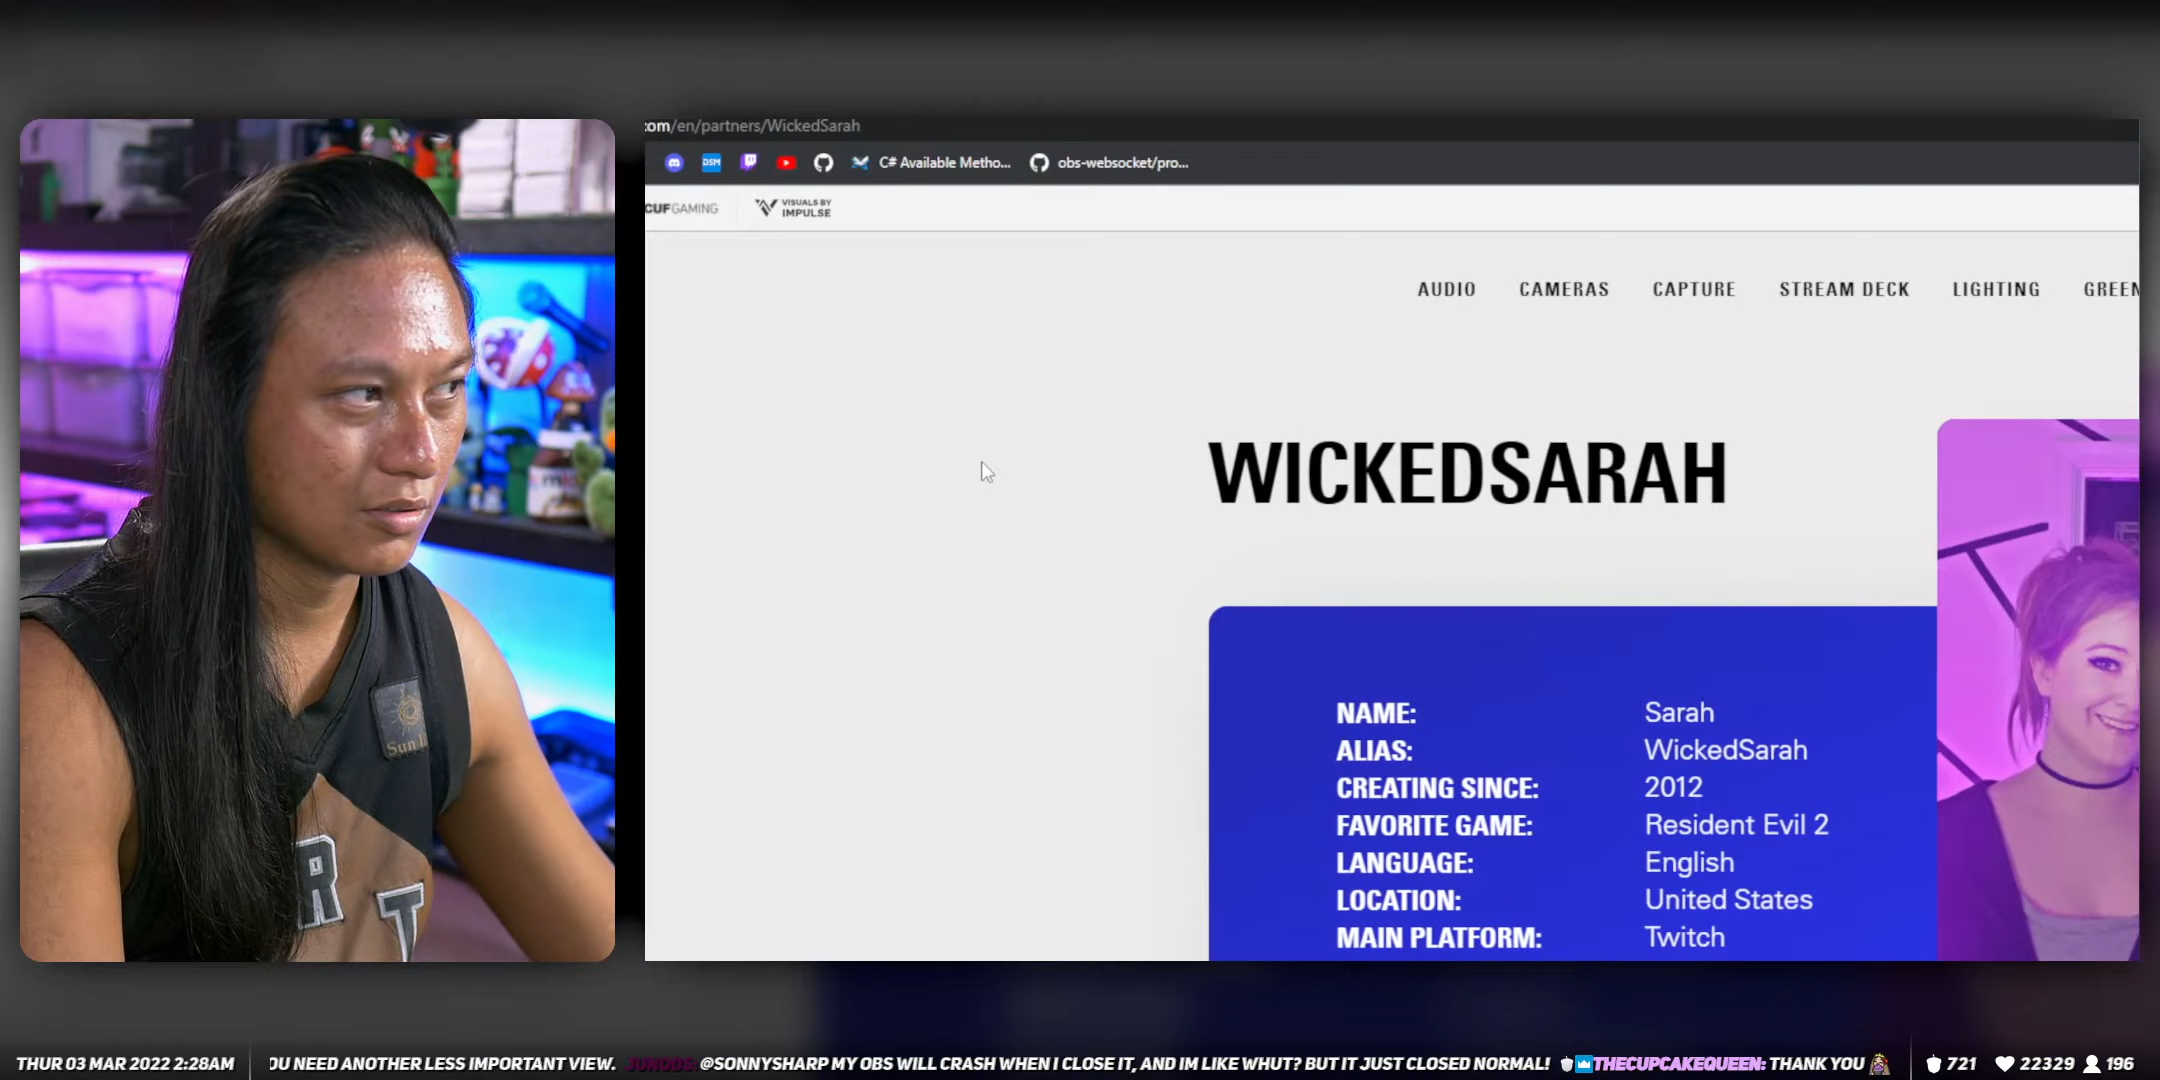 com/en/partners/WickedSarah
DSM
C# Available Metho...
obs-websocket/pro...
CUFGAMING
VISUALS BY
IMPULSE
AUDIO
CAMERAS
CAPTURE
STREAM DECK
LIGHTING
GREEN
WICKEDSARAH
NAME: Sarah
ALIAS: WickedSarah
CREATING SINCE: 2012
FAVORITE GAME: Resident Evil 2
LANGUAGE: English
LOCATION: United States
MAIN PLATFORM: Twitch
Sun
R
T
THUR 03 MAR 2022 2:28AM
OU NEED ANOTHER LESS IMPORTANT VIEW. @SONNYSHARP MY OBS WILL CRASH WHEN I CLOSE IT, AND IM LIKE WHUT? BUT IT JUST CLOSED NORMAL! THECUPCAKEQUEEN: THANK YOU
721
22329
196